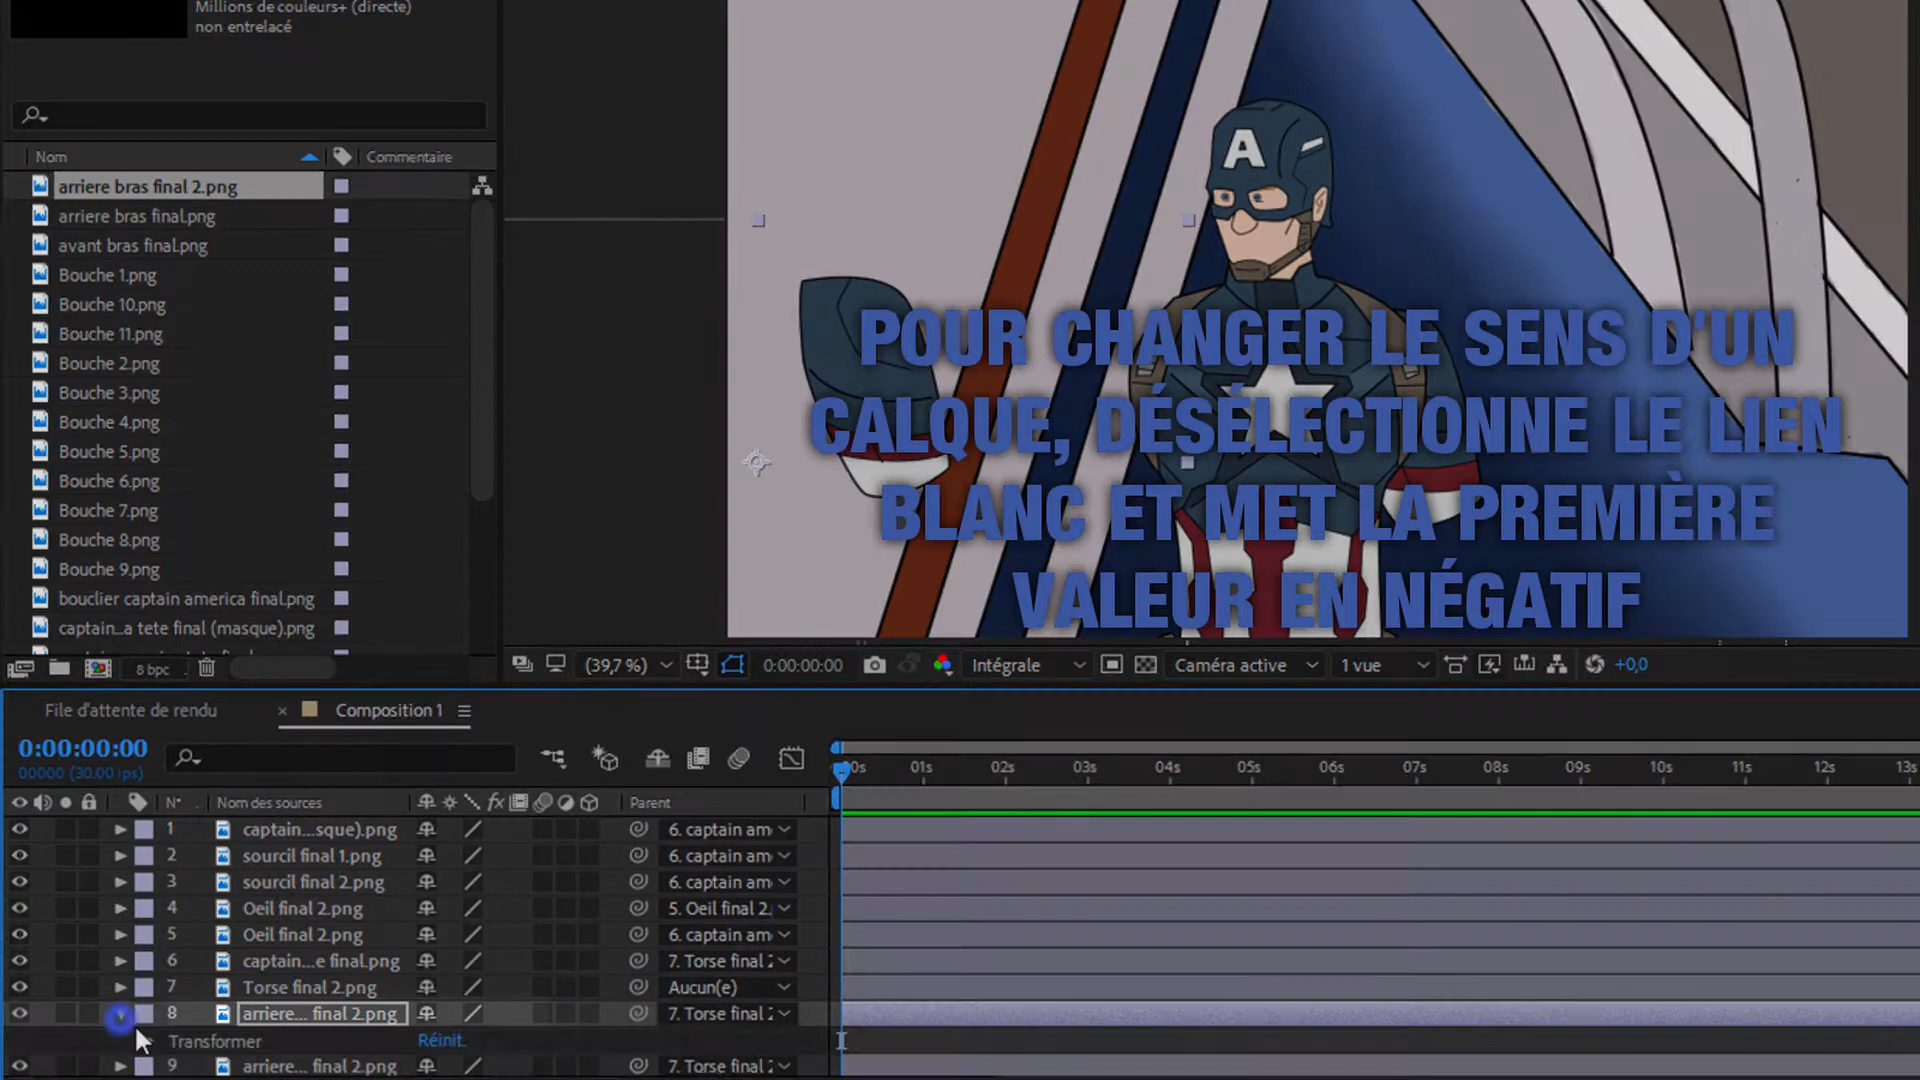 Millions de couleurs+ (directe)
non entrelacé
Nom
Commentaire
arriere bras final 2.png
arriere bras final.png
avant bras final.png
Bouche 1.png
Bouche 10.png
Bouche 11.png
Bouche 2.png
Bouche 3.png
Bouche 4.png
Bouche 5.png
Bouche 6.png
Bouche 7.png
Bouche 8.png
Bouche 9.png
bouclier captain america final.png
captain...a tete final (masque).png
8 bpc
A
POUR CHANGER LE SENS D'UN
CALQUE, DÉSÉLECTIONNE LE LIEN
BLANC ET MET LA PREMIÈRE
VALEUR EN NÉGATIF
(39,7 %) 0:00:00:00 Intégrale Caméra active 1 vue +0,0
File d'attente de rendu × Composition 1
0:00:00:00
00000 (30.00 ips)
00s 01s 02s 03s 04s 05s 06s 07s 08s 09s 10s 11s 12s 13s
N° Nom des sources fx Parent
1 captain...sque).png 6. captain am
2 sourcil final 1.png 6. captain am
3 sourcil final 2.png 6. captain am
4 Oeil final 2.png 5. Oeil final 2.
5 Oeil final 2.png 6. captain am
6 captain...e final.png 7. Torse final 2
7 Torse final 2.png Aucun(e)
8 arriere... final 2.png 7. Torse final 2
Transformer Réinit.
9 arriere... final 2.png 7. Torse final 2